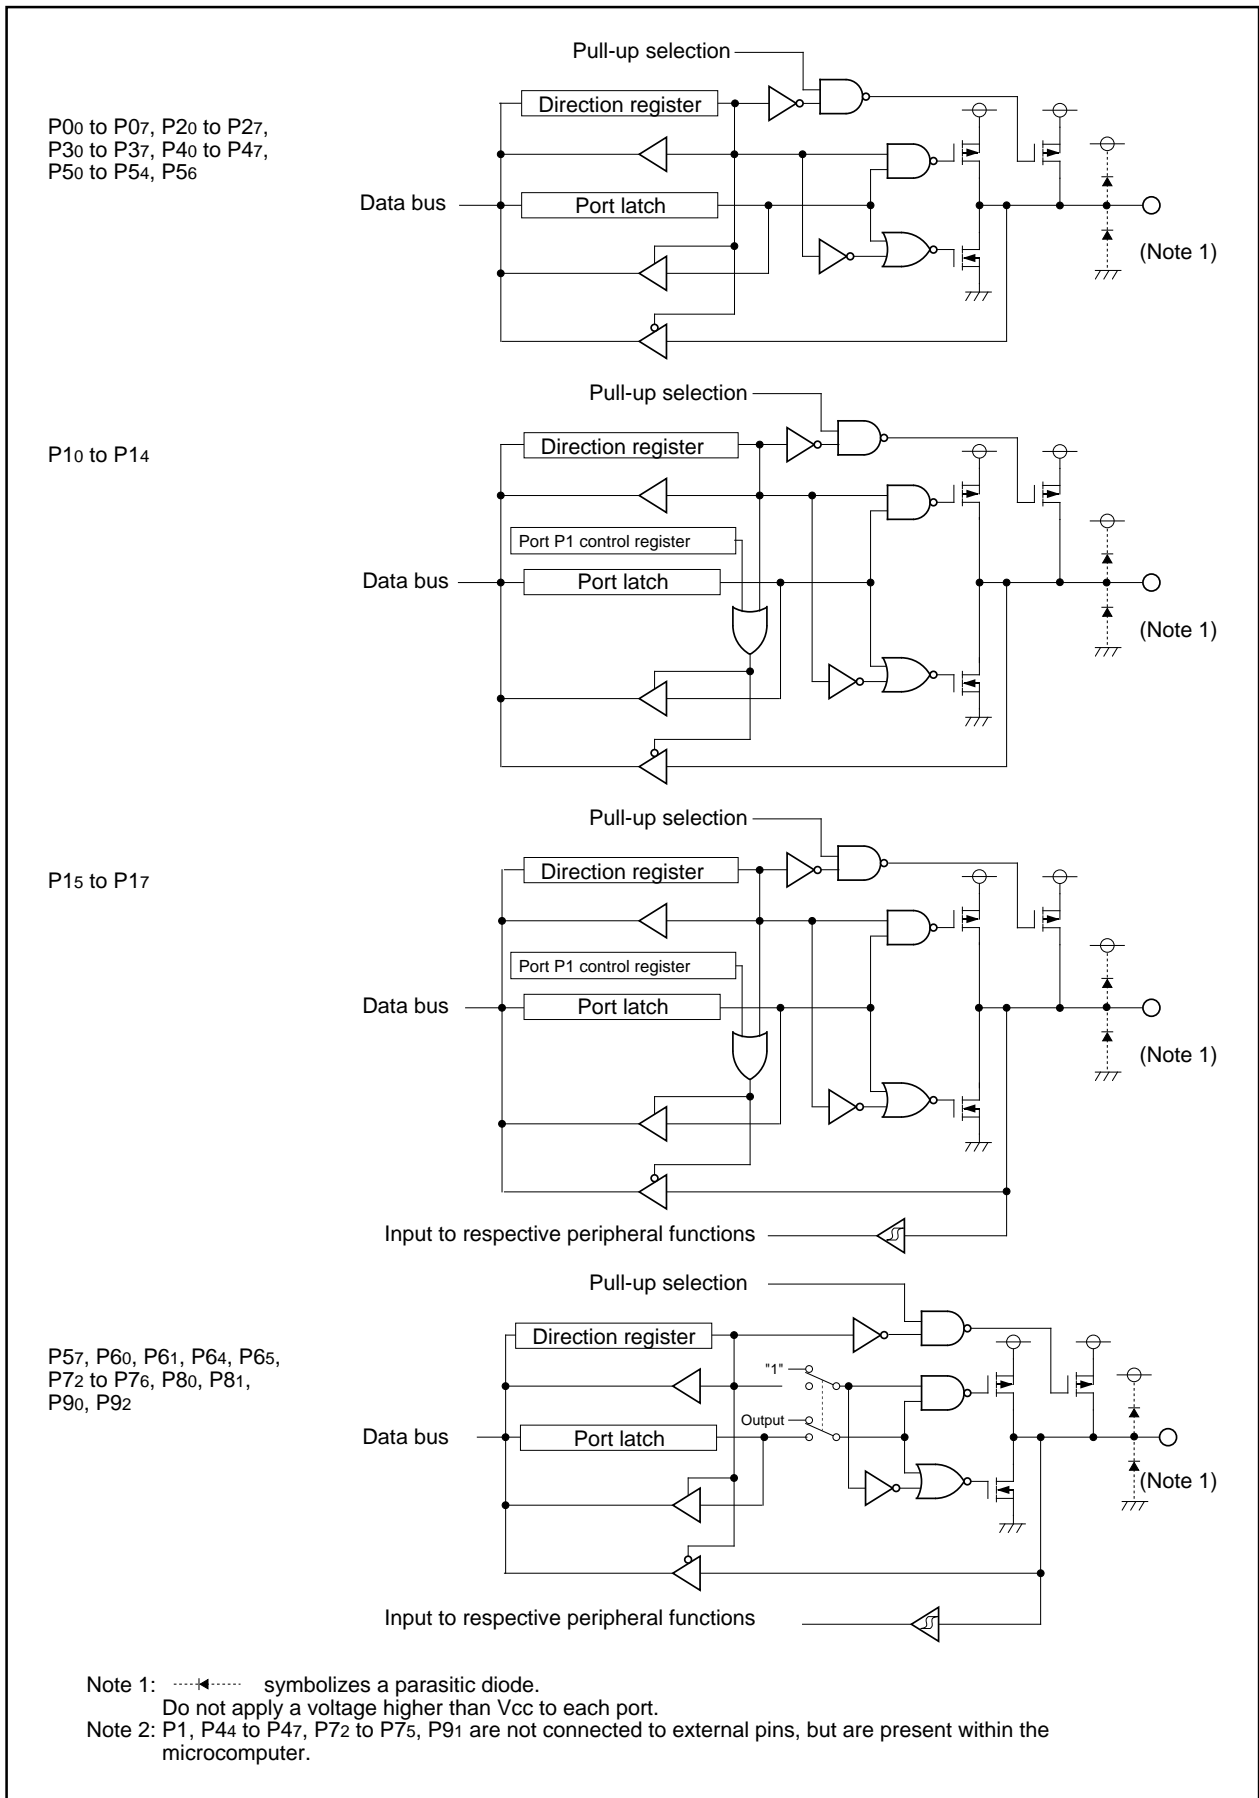 Pull-up selection
Direction register
P00 to P07, P20 to P27,
P30 to P37, P40 to P47,
P50 to P54, P56
Data bus
Port latch
(Note 1)
Pull-up selection
Direction register
P10 to P14
Port P1 control register
Data bus
Port latch
(Note 1)
Pull-up selection
Direction register
P15 to P17
Port P1 control register
Data bus
Port latch
(Note 1)
Input to respective peripheral functions
Pull-up selection
Direction register
P57, P60, P61, P64, P65,
P72 to P76, P80, P81,
P90, P92
"1"
Output
Data bus
Port latch
(Note 1)
Input to respective peripheral functions
Note 1: symbolizes a parasitic diode.
Do not apply a voltage higher than Vcc to each port.
Note 2: P1, P44 to P47, P72 to P75, P91 are not connected to external pins, but are present within the
microcomputer.